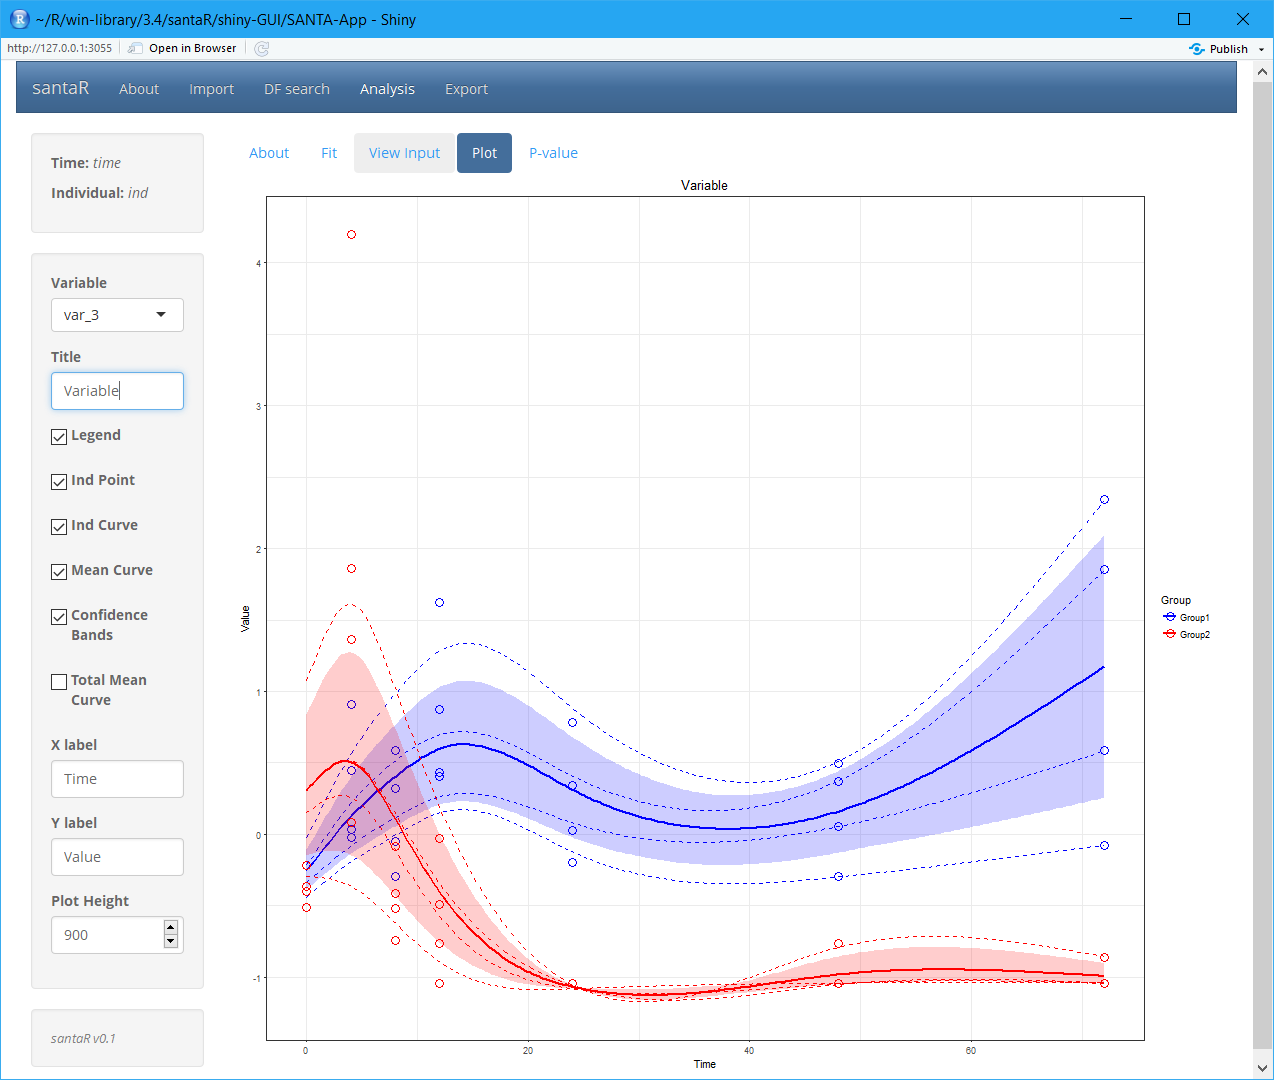 ~/R/win-library/3.4/santaR/shiny-GUI/SANTA-App - Shiny
http://127.0.0.1:3055 Open in Browser Publish
santaR About Import DF search Analysis Export
Time: time
Individual: ind
Variable
var_3
Title
Variable
Legend
Ind Point
Ind Curve
Mean Curve
Confidence
Bands
Total Mean
Curve
X label
Time
Y label
Value
Plot Height
900
santaR v0.1
About Fit View Input Plot P-value
Variable
4
3
2
1
0
-1
Value
0 20 40 60
Time
Group
Group1
Group2